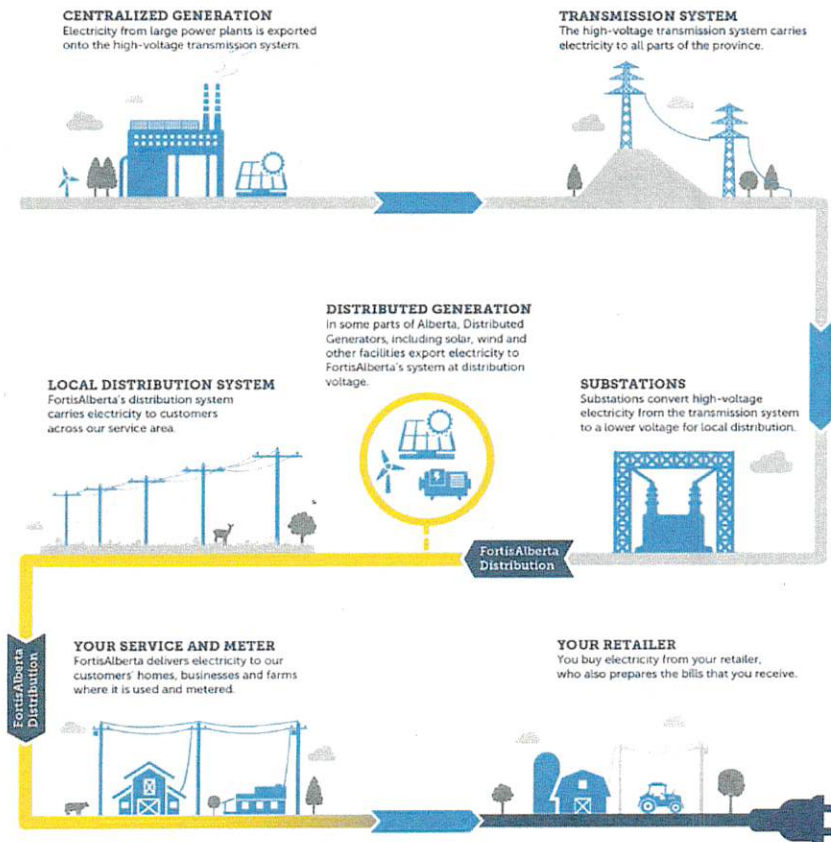 CENTRALIZED GENERATION
Electricity from large power plants is exported
onto the high-voltage transmission system.
TRANSMISSION SYSTEM
The high-voltage transmission system carries
electricity to all parts of the province.
DISTRIBUTED GENERATION
In some parts of Alberta, Distributed
Generators, including solar, wind and
other facilities export electricity to
FortisAlberta's system at distribution
voltage.
LOCAL DISTRIBUTION SYSTEM
FortisAlberta's distribution system
carries electricity to customers
across our service area.
SUBSTATIONS
Substations convert high-voltage
electricity from the transmission system
to a lower voltage for local distribution.
FortisAlberta
Distribution
FortisAlberta
Distribution
YOUR SERVICE AND METER
FortisAlberta delivers electricity to our
customers' homes, businesses and farms
where it is used and metered.
YOUR RETAILER
You buy electricity from your retailer,
who also prepares the bills that you receive.